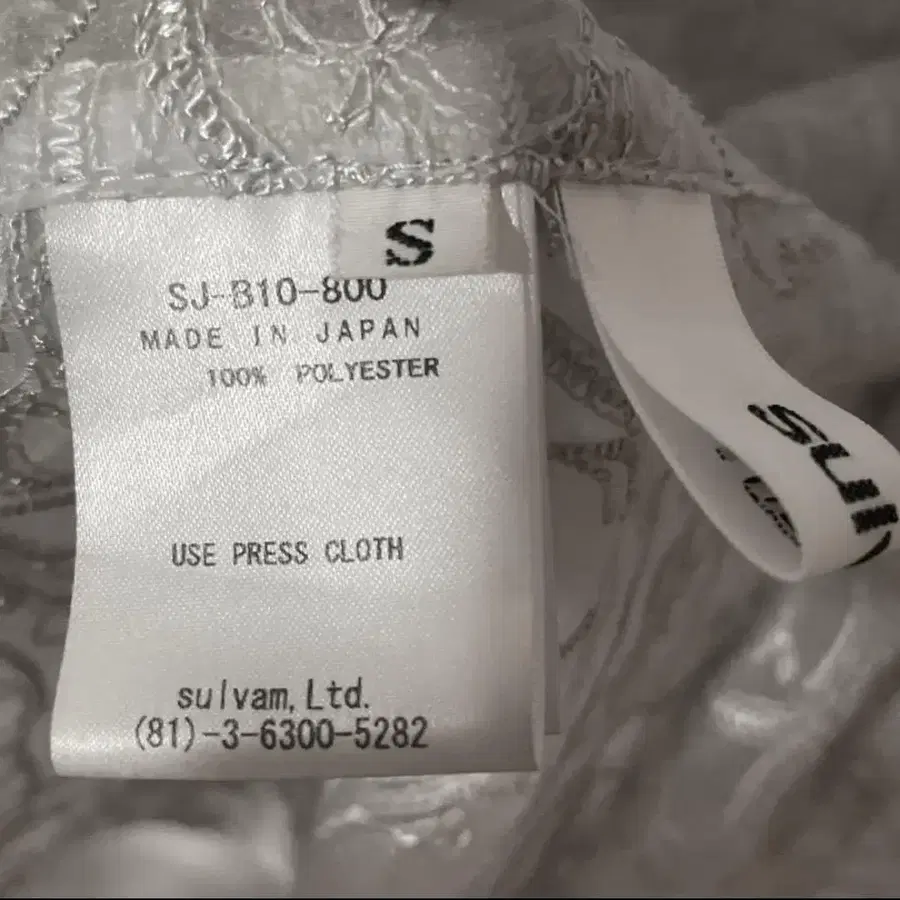 S
SJ-B10-800
MADE IN JAPAN
100% POLYESTER
USE PRESS CLOTH
sulvam, Ltd.
(81)-3-6300-5282